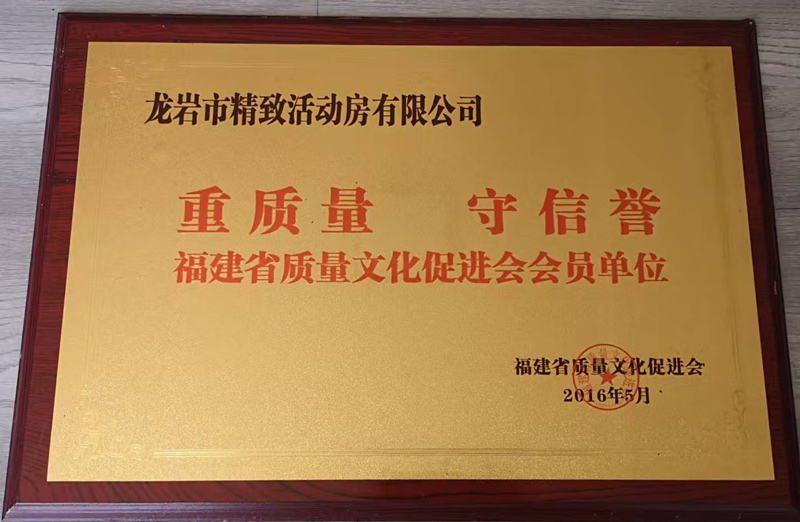 龙岩市精致活动房有限公司
重质量 守信誉
福建省质量文化促进会会员单位
福建省质量文化促进会
2016年5月